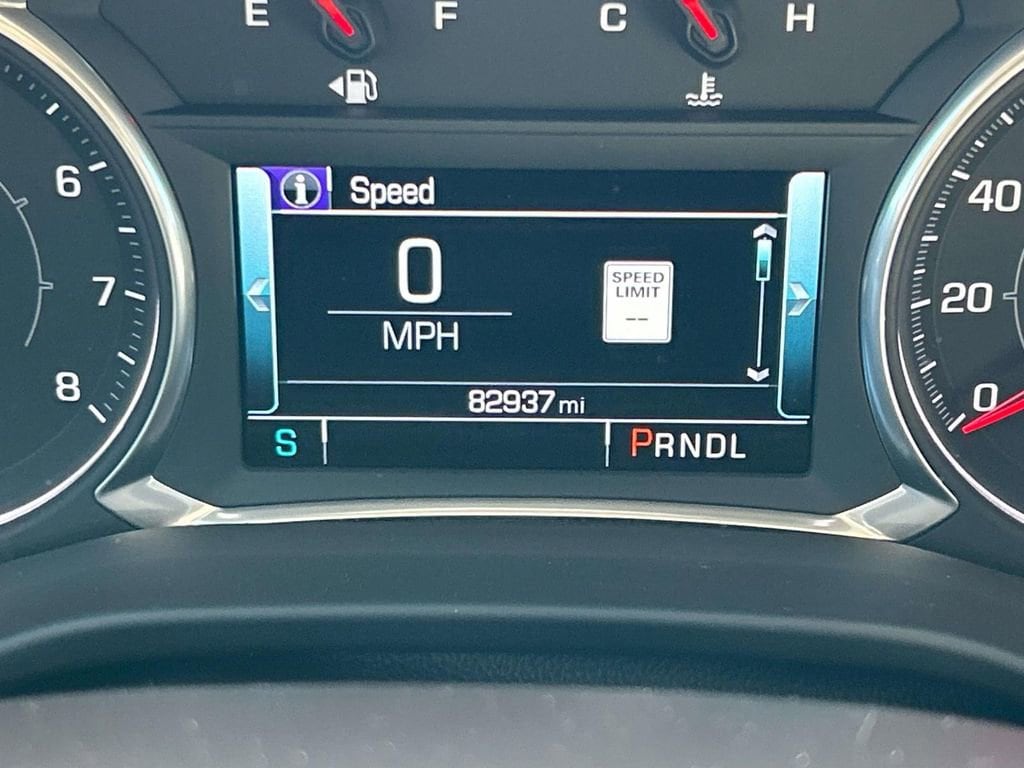 E F C H
i Speed
6
40
0
SPEED
LIMIT
--
7
20
MPH
8
0
82937 mi
S PRNDL